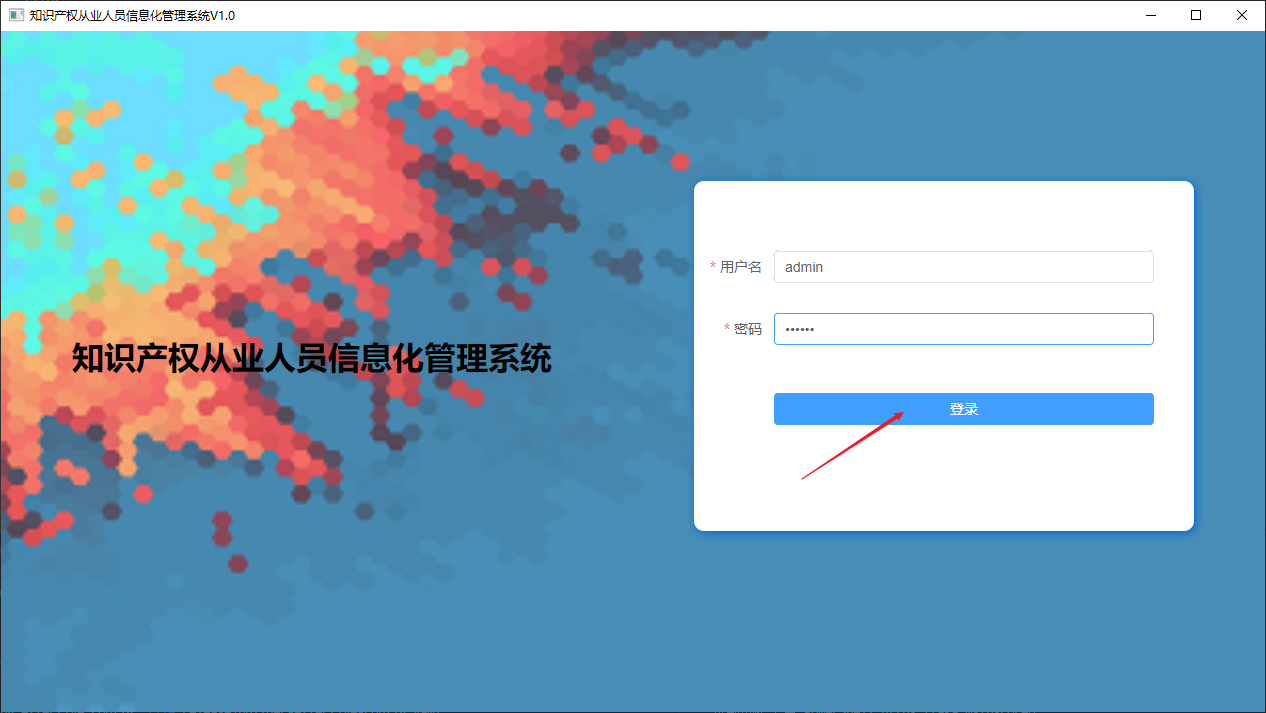 知识产权从业人员信息化管理系统V1.0
知识产权从业人员信息化管理系统
* 用户名
admin
* 密码
••••••
登录